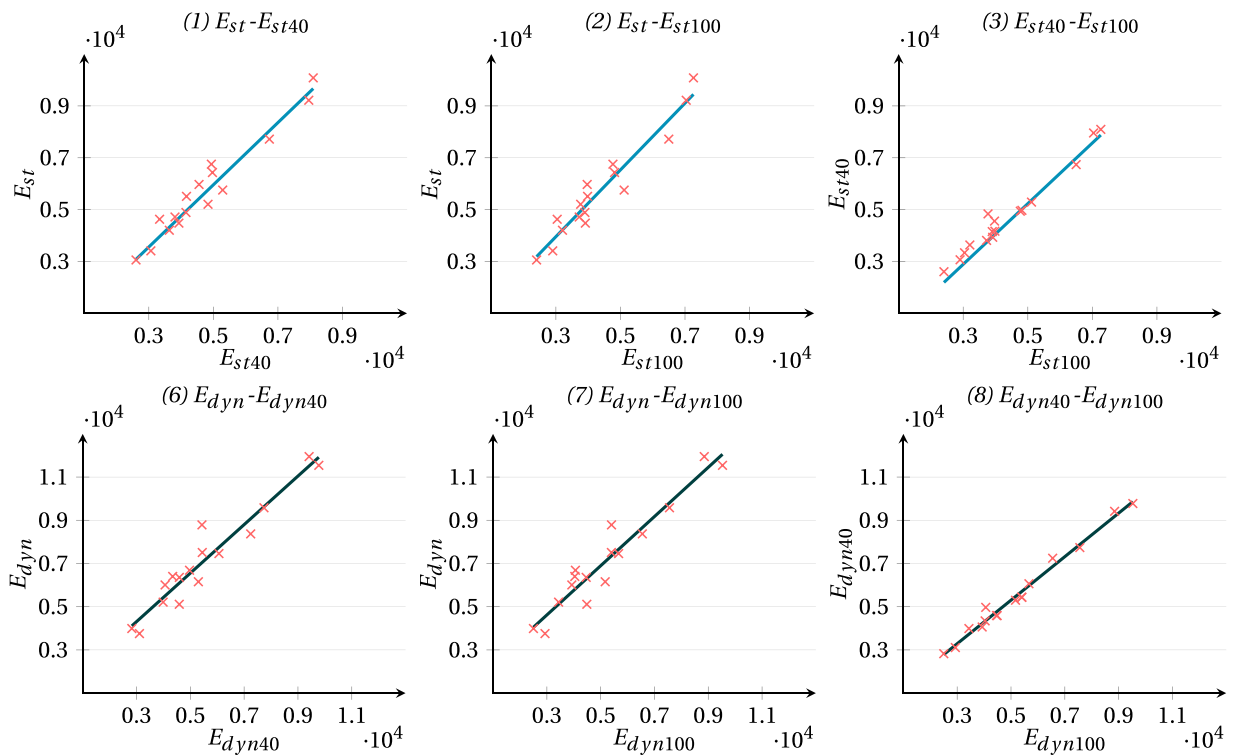 (1) E_st -E_st40
(2) E_st -E_st100
(3) E_st40 -E_st100
·10^4
·10^4
·10^4
0.9
0.7
0.5
0.3
E_st
0.3 0.5 0.7 0.9
E_st40
·10^4
0.9
0.7
0.5
0.3
E_st
0.3 0.5 0.7 0.9
E_st100
·10^4
0.9
0.7
0.5
0.3
E_st40
0.3 0.5 0.7 0.9
E_st100
·10^4
(6) E_dyn -E_dyn40
(7) E_dyn -E_dyn100
(8) E_dyn40 -E_dyn100
·10^4
·10^4
·10^4
1.1
0.9
0.7
0.5
0.3
E_dyn
0.3 0.5 0.7 0.9 1.1
E_dyn40
·10^4
1.1
0.9
0.7
0.5
0.3
E_dyn
0.3 0.5 0.7 0.9 1.1
E_dyn100
·10^4
1.1
0.9
0.7
0.5
0.3
E_dyn40
0.3 0.5 0.7 0.9 1.1
E_dyn100
·10^4